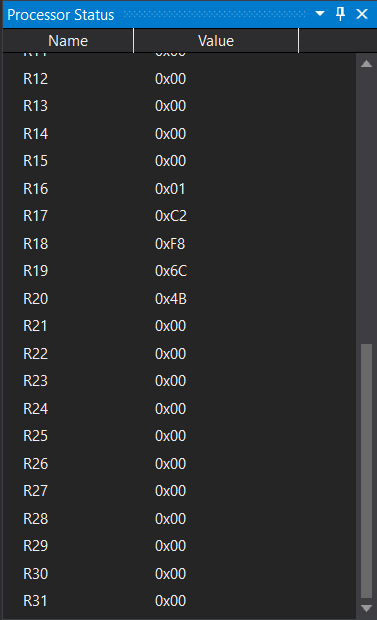 Processor Status
Name Value
R12 0x00
R13 0x00
R14 0x00
R15 0x00
R16 0x01
R17 0xC2
R18 0xF8
R19 0x6C
R20 0x4B
R21 0x00
R22 0x00
R23 0x00
R24 0x00
R25 0x00
R26 0x00
R27 0x00
R28 0x00
R29 0x00
R30 0x00
R31 0x00